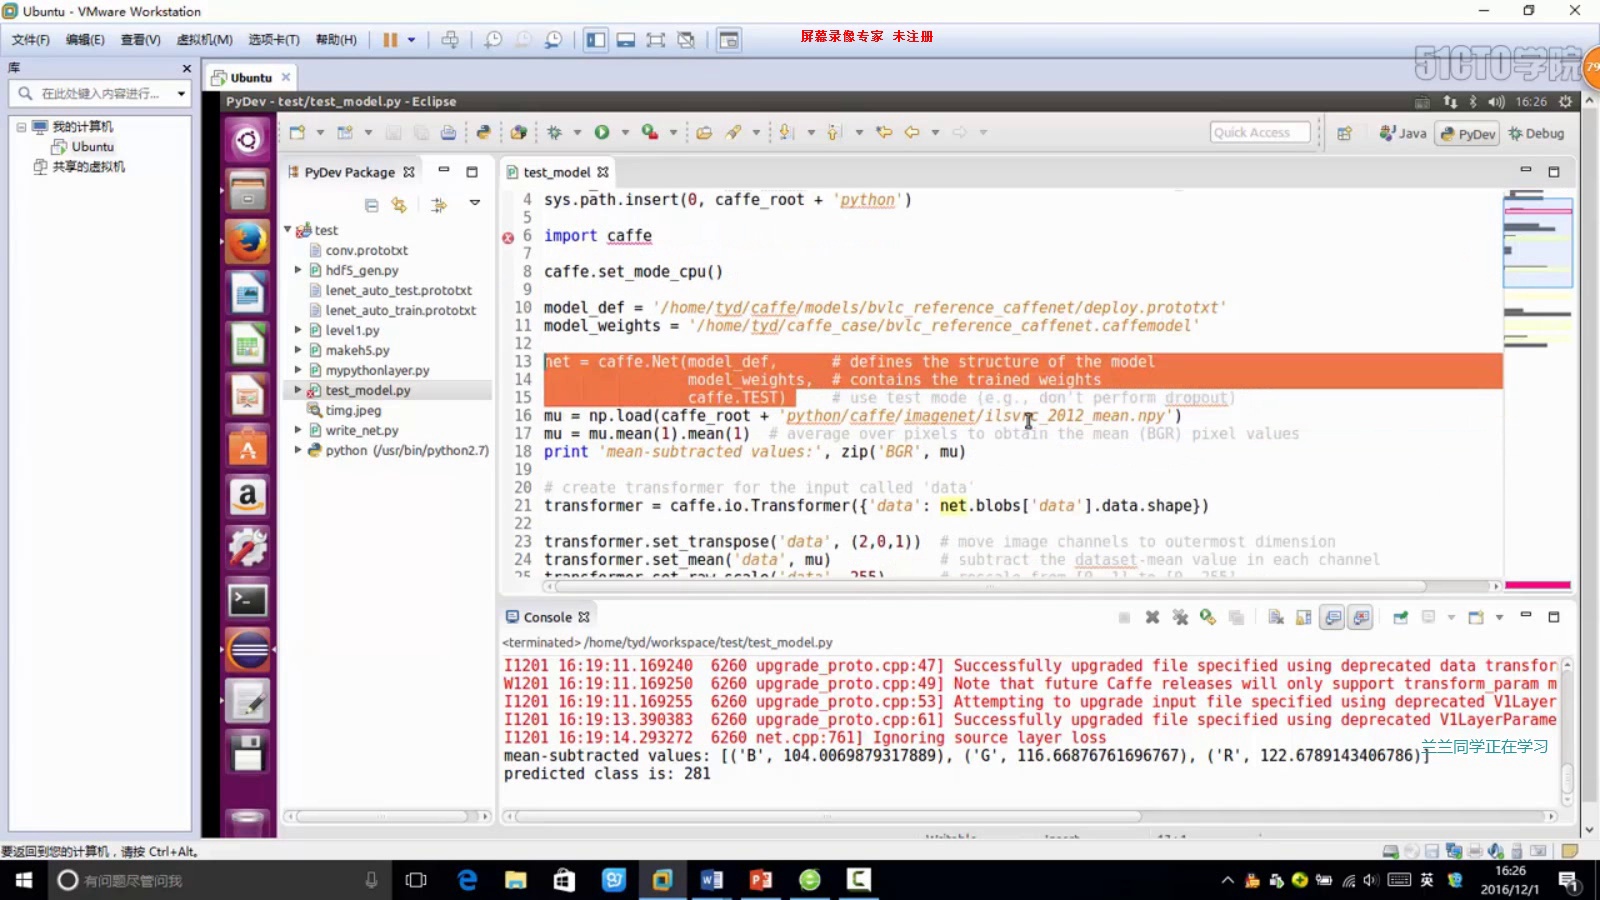 Ubuntu - VMware Workstation
文件(F) 编辑(E) 查看(V) 虚拟机(M) 选项卡(T) 帮助(H)
屏幕录像专家 未注册
51CTO学院
79
库
在此处键入内容进行...
我的计算机
Ubuntu
共享的虚拟机
Ubuntu
PyDev - test/test_model.py - Eclipse
16:26
Quick Access
Java
PyDev
Debug
PyDev Package
test
conv.prototxt
hdf5_gen.py
lenet_auto_test.prototxt
lenet_auto_train.prototxt
level1.py
makeh5.py
mypythonlayer.py
test_model.py
timg.jpeg
write_net.py
python (/usr/bin/python2.7)
test_model
4 sys.path.insert(0, caffe_root + 'python')
5
6 import caffe
7
8 caffe.set_mode_cpu()
9
10 model_def = '/home/tyd/caffe/models/bvlc_reference_caffenet/deploy.prototxt'
11 model_weights = '/home/tyd/caffe_case/bvlc_reference_caffenet.caffemodel'
12
13 net = caffe.Net(model_def,      # defines the structure of the model
14                 model_weights,  # contains the trained weights
15                 caffe.TEST)     # use test mode (e.g., don't perform dropout)
16 mu = np.load(caffe_root + 'python/caffe/imagenet/ilsvrc_2012_mean.npy')
17 mu = mu.mean(1).mean(1)  # average over pixels to obtain the mean (BGR) pixel values
18 print 'mean-subtracted values:', zip('BGR', mu)
19
20 # create transformer for the input called 'data'
21 transformer = caffe.io.Transformer({'data': net.blobs['data'].data.shape})
22
23 transformer.set_transpose('data', (2,0,1))  # move image channels to outermost dimension
24 transformer.set_mean('data', mu)            # subtract the dataset-mean value in each channel
25 transformer.set_raw_scale('data', 255)      # rescale from [0, 1] to [0, 255]
Console
<terminated> /home/tyd/workspace/test/test_model.py
I1201 16:19:11.169240  6260 upgrade_proto.cpp:47] Successfully upgraded file specified using deprecated data transfor
W1201 16:19:11.169250  6260 upgrade_proto.cpp:49] Note that future Caffe releases will only support transform_param m
I1201 16:19:11.169255  6260 upgrade_proto.cpp:53] Attempting to upgrade input file specified using deprecated V1Layer
I1201 16:19:13.390383  6260 upgrade_proto.cpp:61] Successfully upgraded file specified using deprecated V1LayerParame
I1201 16:19:14.293272  6260 net.cpp:761] Ignoring source layer loss
mean-subtracted values: [('B', 104.0069879317889), ('G', 116.66876761696767), ('R', 122.6789143406786)]
predicted class is: 281
兰兰同学正在学习
要返回到您的计算机，请按 Ctrl+Alt。
有问题尽管问我
英
16:26
2016/12/1
1